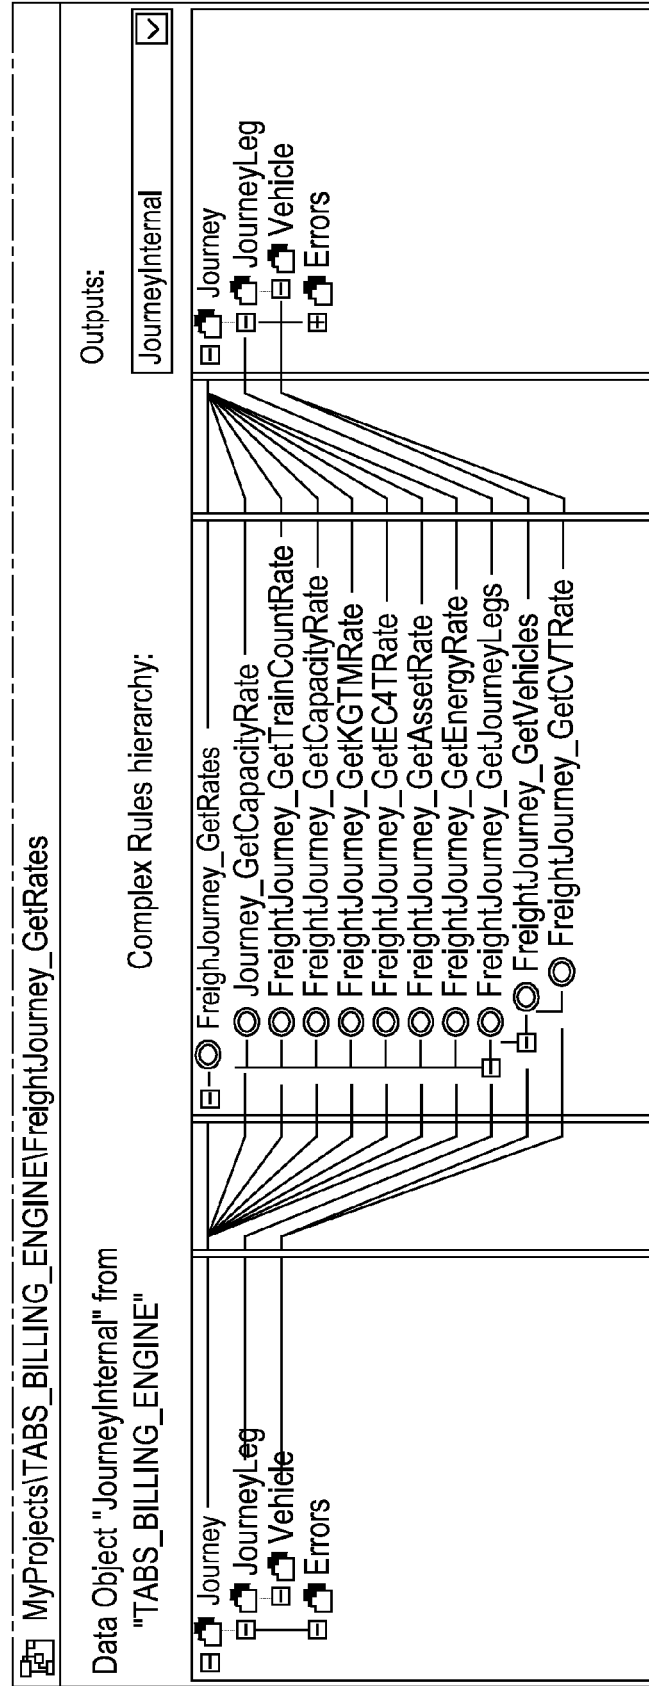 MyProjects\TABS_BILLING_ENGINE\FreightJourney_GetRates
Data Object "JourneyInternal" from
"TABS_BILLING_ENGINE"
Complex Rules hierarchy:
Outputs:
JourneyInternal
Journey
JourneyLeg
Vehicle
Errors
FreighJourney_GetRates
Journey_GetCapacityRate
FreightJourney_GetTrainCountRate
FreightJourney_GetCapacityRate
FreightJourney_GetKGTMRate
FreightJourney_GetEC4TRate
FreightJourney_GetAssetRate
FreightJourney_GetEnergyRate
FreightJourney_GetJourneyLegs
FreightJourney_GetVehicles
FreightJourney_GetCVTRate
Journey
JourneyLeg
Vehicle
Errors